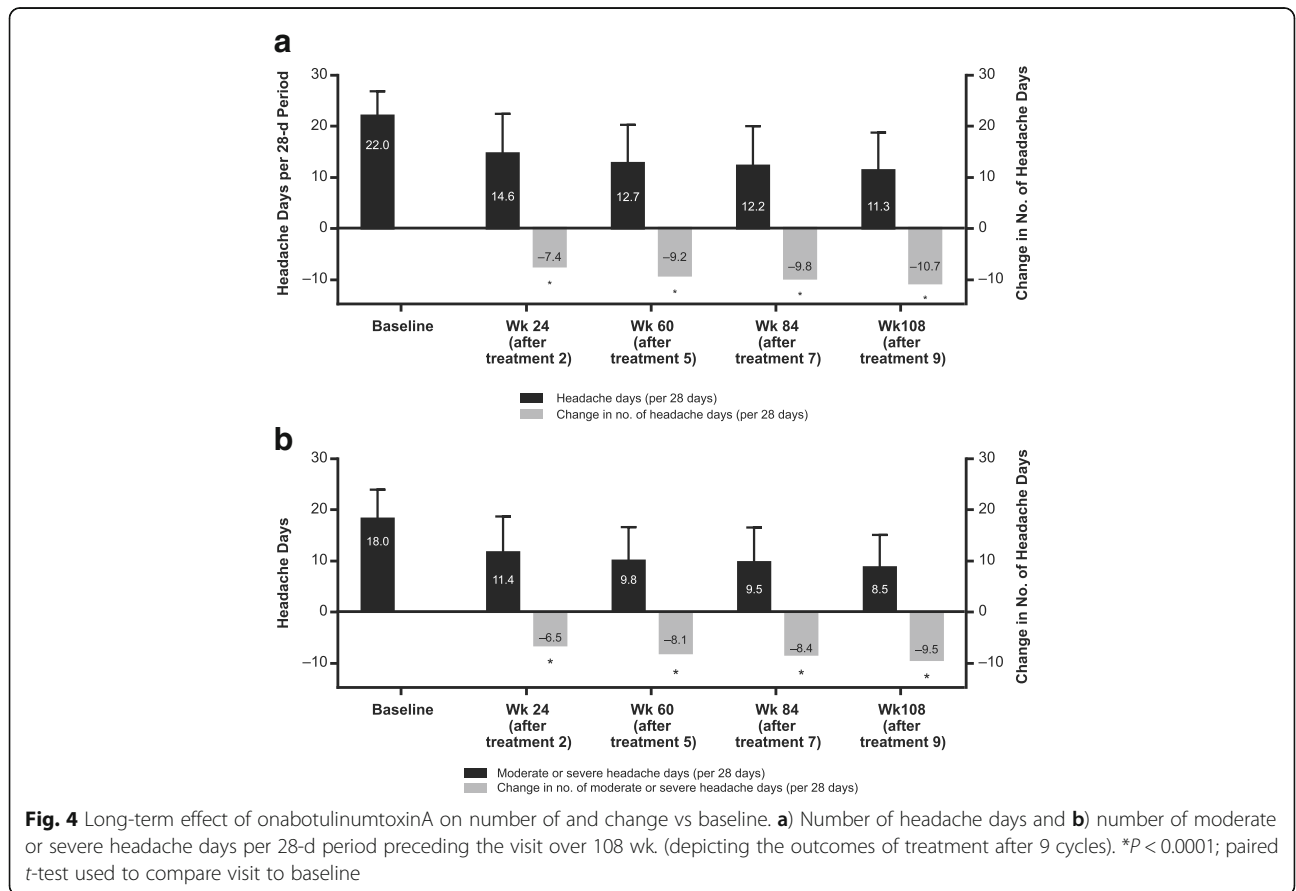 a
Headache Days per 28-d Period
Change in No. of Headache Days
30 30
20 20
10 10
0 0
–10 –10
22.0 14.6 12.7 12.2 11.3
–7.4 –9.2 –9.8 –10.7
* * * *
Baseline Wk 24 Wk 60 Wk 84 Wk108
(after (after (after (after
treatment 2) treatment 5) treatment 7) treatment 9)
Headache days (per 28 days)
Change in no. of headache days (per 28 days)
b
Headache Days
Change in No. of Headache Days
30 30
20 20
10 10
0 0
–10 –10
18.0 11.4 9.8 9.5 8.5
–6.5 –8.1 –8.4 –9.5
* * * *
Baseline Wk 24 Wk 60 Wk 84 Wk108
(after (after (after (after
treatment 2) treatment 5) treatment 7) treatment 9)
Moderate or severe headache days (per 28 days)
Change in no. of moderate or severe headache days (per 28 days)
Fig. 4 Long-term effect of onabotulinumtoxinA on number of and change vs baseline. a) Number of headache days and b) number of moderate
or severe headache days per 28-d period preceding the visit over 108 wk. (depicting the outcomes of treatment after 9 cycles). *P < 0.0001; paired
t-test used to compare visit to baseline